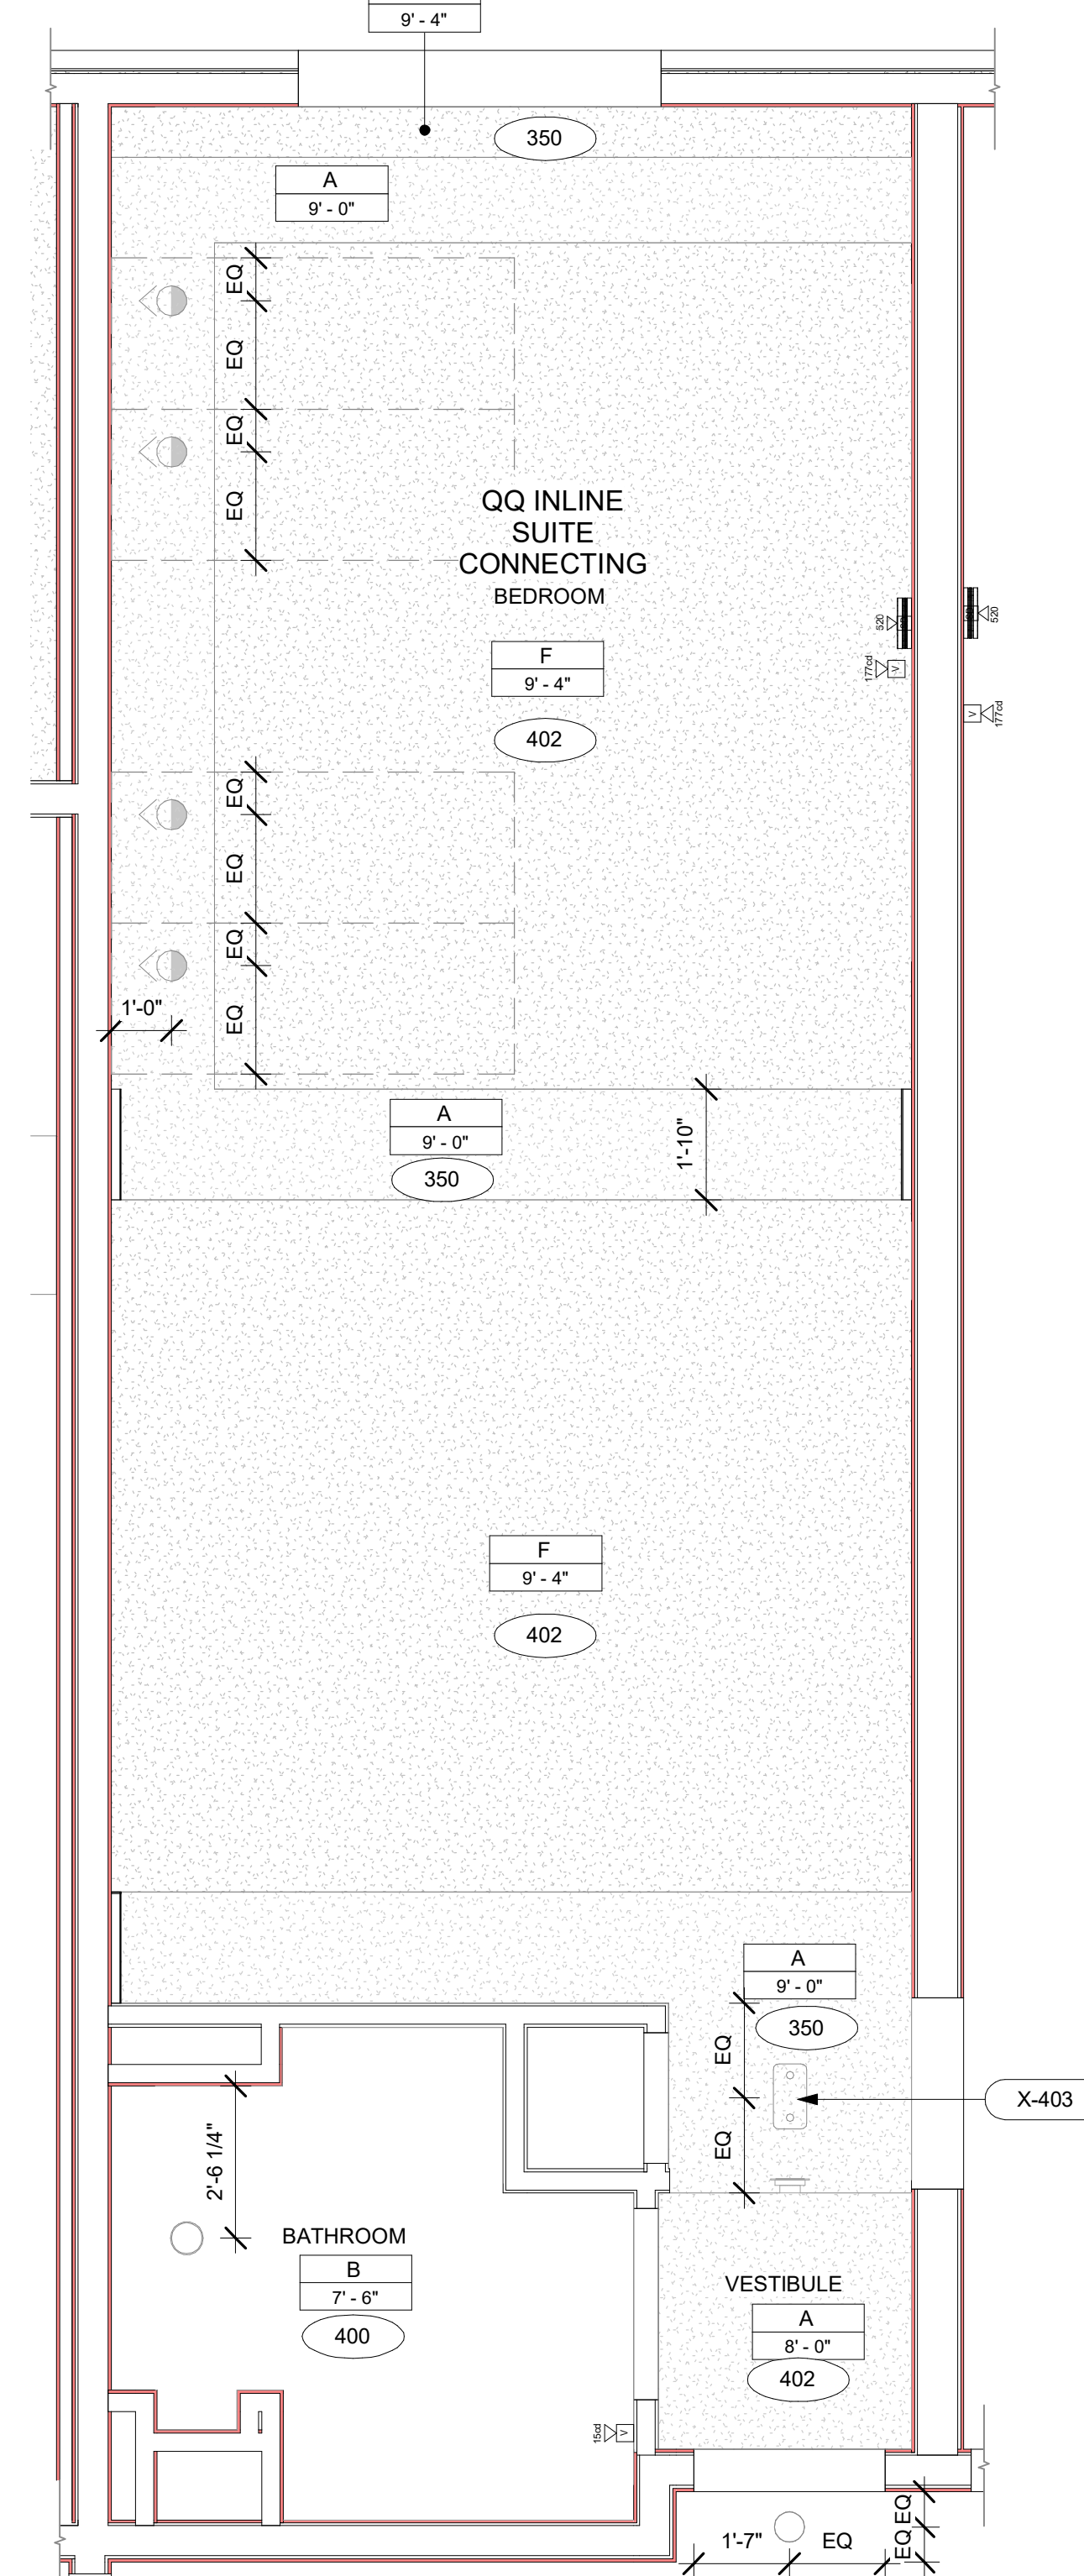 9' - 4"
350
A
9' - 0"
EQ
EQ
EQ
EQ
QQ INLINE
SUITE
CONNECTING
BEDROOM
F
9' - 4"
402
520
177cd
V
520
V
177cd
EQ
EQ
EQ
EQ
1'-0"
A
9' - 0"
350
1'-10"
F
9' - 4"
402
A
9' - 0"
350
EQ
EQ
X-403
2'-6 1/4"
BATHROOM
B
7' - 6"
400
VESTIBULE
A
8' - 0"
402
15cd
V
1'-7"
EQ
EQ
EQ